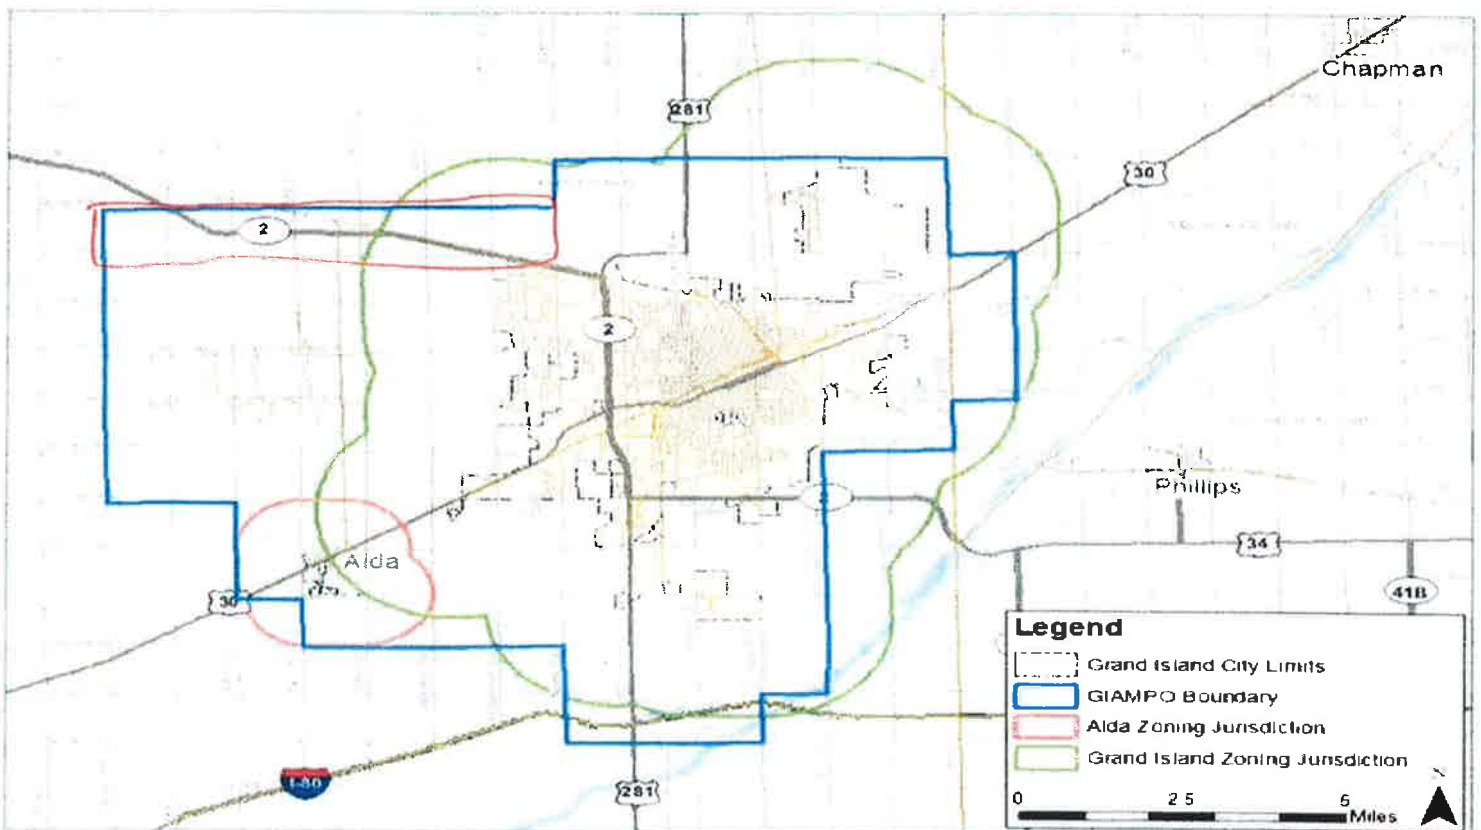 Chapman
281
30
2
2
Phillips
Alda
34
30
41B
Legend
Grand Island City Limits
GIAMPO Boundary
Alda Zoning Jurisdiction
Grand Island Zoning Jurisdiction
I-80
281
0 2.5 5
Miles